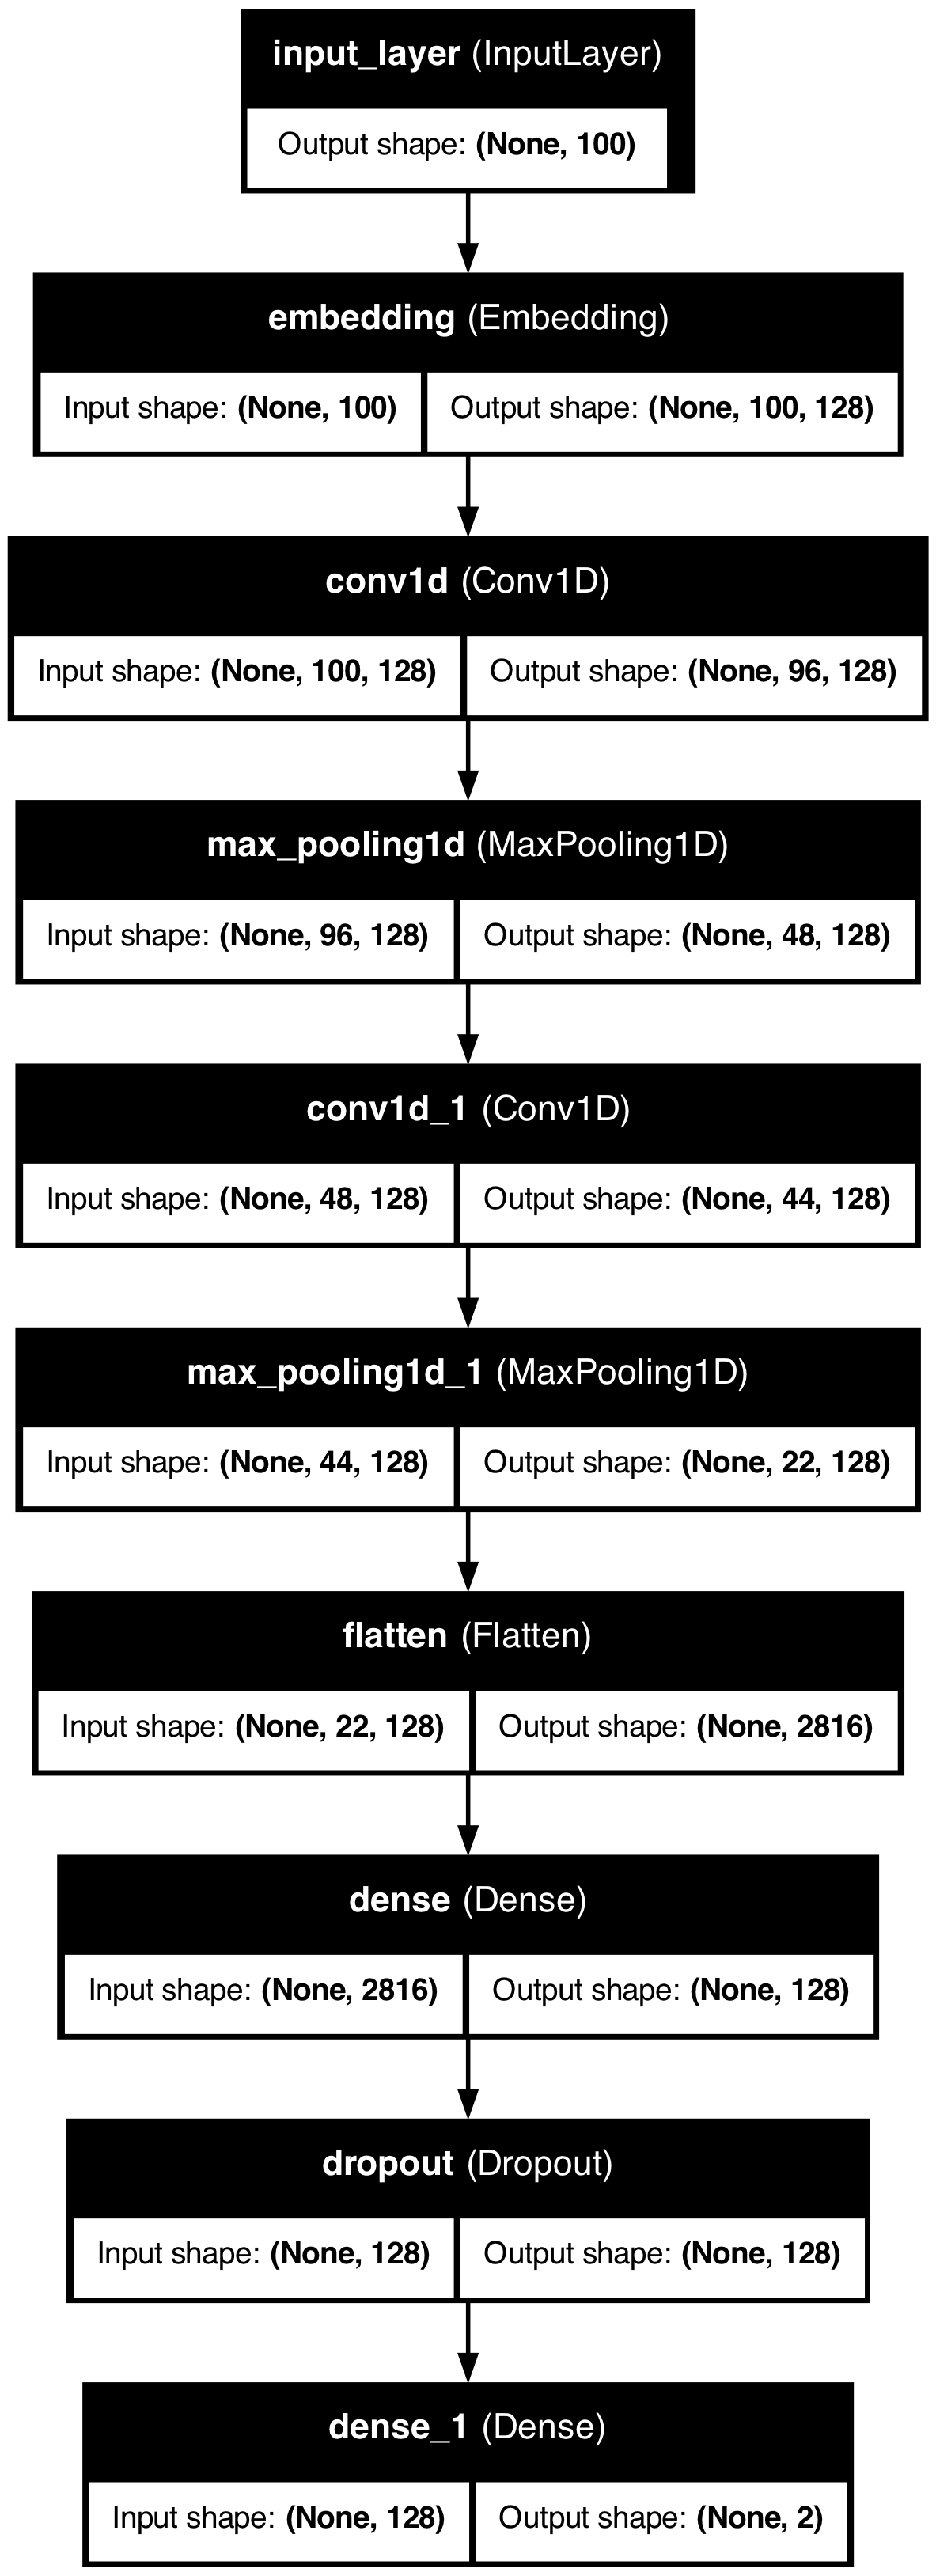 input_layer (InputLayer)
Output shape: (None, 100)
embedding (Embedding)
Input shape: (None, 100) Output shape: (None, 100, 128)
conv1d (Conv1D)
Input shape: (None, 100, 128) Output shape: (None, 96, 128)
max_pooling1d (MaxPooling1D)
Input shape: (None, 96, 128) Output shape: (None, 48, 128)
conv1d_1 (Conv1D)
Input shape: (None, 48, 128) Output shape: (None, 44, 128)
max_pooling1d_1 (MaxPooling1D)
Input shape: (None, 44, 128) Output shape: (None, 22, 128)
flatten (Flatten)
Input shape: (None, 22, 128) Output shape: (None, 2816)
dense (Dense)
Input shape: (None, 2816) Output shape: (None, 128)
dropout (Dropout)
Input shape: (None, 128) Output shape: (None, 128)
dense_1 (Dense)
Input shape: (None, 128) Output shape: (None, 2)